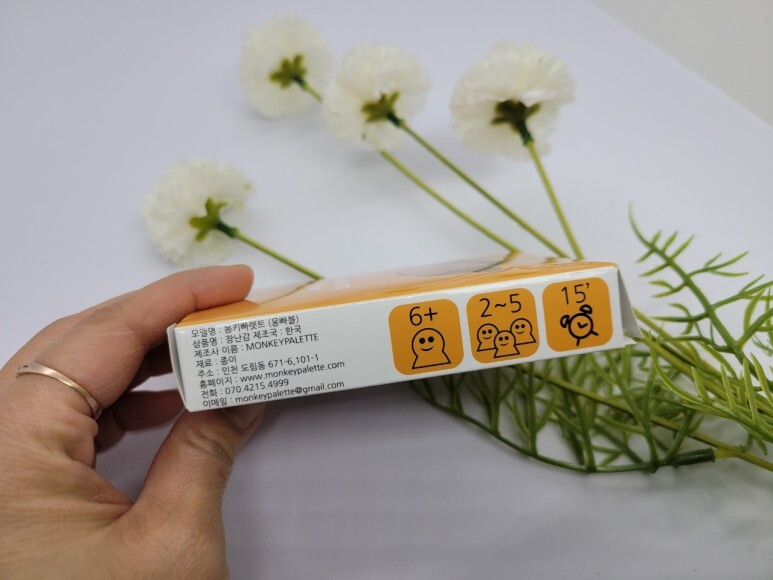 모델명 : 몽키빠렛트 (몽빠블)
상품명 : 장난감 제조국 : 한국
제조사 이름 : MONKEYPALETTE
재료 : 종이
주소 : 인천 도림동 671-6,101-1
홈페이지 : www.monkeypalette.com
전화 : 070.4215.4999
이메일 : monkeypalette@gmail.com
6+
2~5
15'